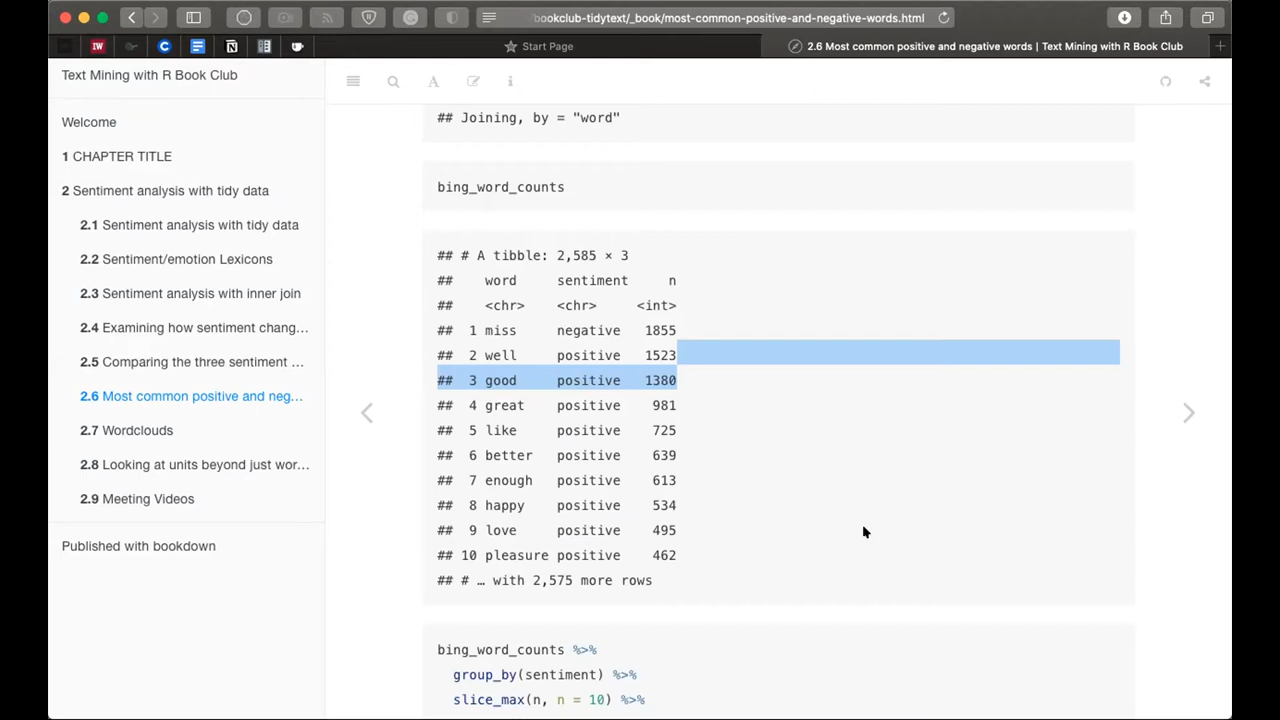 bookclub-tidytext/_book/most-common-positive-and-negative-words.html
IW
C
N
Start Page
2.6 Most common positive and negative words | Text Mining with R Book Club
Text Mining with R Book Club
Welcome
1 CHAPTER TITLE
2 Sentiment analysis with tidy data
2.1 Sentiment analysis with tidy data
2.2 Sentiment/emotion Lexicons
2.3 Sentiment analysis with inner join
2.4 Examining how sentiment chang…
2.5 Comparing the three sentiment …
2.6 Most common positive and neg…
2.7 Wordclouds
2.8 Looking at units beyond just wor…
2.9 Meeting Videos
Published with bookdown
A
i
## Joining, by = "word"
bing_word_counts
## # A tibble: 2,585 × 3
## word sentiment n
## <chr> <chr> <int>
## 1 miss negative 1855
## 2 well positive 1523
## 3 good positive 1380
## 4 great positive 981
## 5 like positive 725
## 6 better positive 639
## 7 enough positive 613
## 8 happy positive 534
## 9 love positive 495
## 10 pleasure positive 462
## # … with 2,575 more rows
bing_word_counts %>%
group_by(sentiment) %>%
slice_max(n, n = 10) %>%